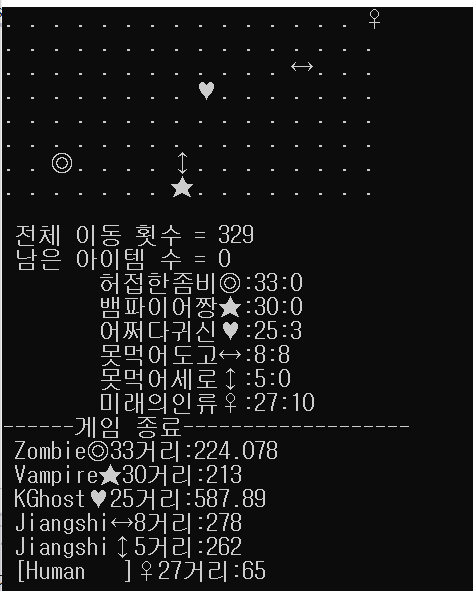 . . . . . . . . . . . . . . . ♀
. . . . . . . . . . . . . . . .
. . . . . . . . . . . . ↔ . . .
. . . . . . . . ♥ . . . . . . .
. . . . . . . . . . . . . . . .
. . . . . . . . . . . . . . . .
. . ◎ . . . . ↕ . . . . . . . .
. . . . . . . ★ . . . . . . . .
전체 이동 횟수 = 329
남은 아이템 수 = 0
허접한좀비◎:33:0
뱀파이어짱★:30:0
어쩌다귀신♥:25:3
못먹어도고↔:8:8
못먹어세로↕:5:0
미래의인류♀:27:10
------게임 종료-------------------
Zombie◎33거리:224.078
Vampire★30거리:213
KGhost♥25거리:587.89
Jiangshi↔8거리:278
Jiangshi↕5거리:262
[Human   ]♀27거리:65